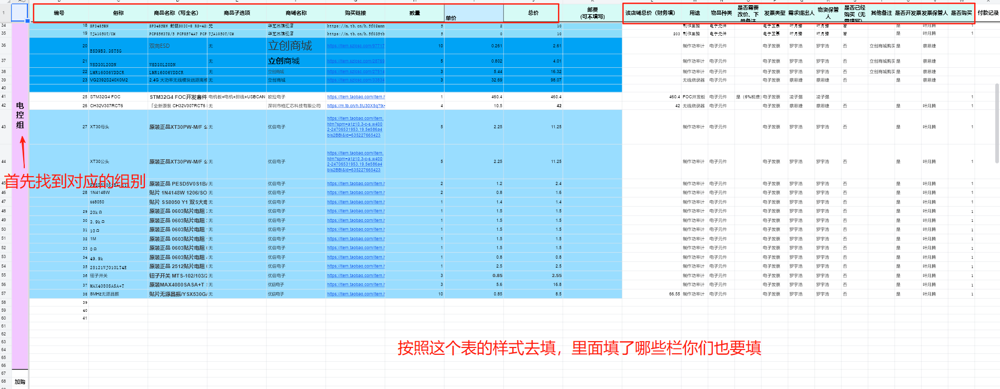 编号 俗称 商品名称（写全名） 商品子选项 商铺名称 购买链接 数量 单价 总价 邮费（可不填写） 该店铺总价（财务填） 用途 物品种类 是否需要改价、下单备注 发票类型 需求提出人 物资保管人 是否已经购买（无需填写） 其他备注 是否开发票 发票保管人 是否购买 付款记录
34 18 SP3485EN SP3485EN 封装SOIC-8 RS-42 无 华芝杰旗舰店 https://m.tb.cn/h.5f02amn 5 2 10 制作主控 电子元件 电子发票 叶月腾 叶月腾 否 是 叶月腾 1
35 19 TJA1050T/CM PCF8563TS/5 PCF8574AT PCF TJA1050T/CM 华芝杰旗舰店 https://m.tb.cn/h.5f035tb 5 0 10 203 制作主控 电子元件 电子发票 叶月腾 叶月腾 否 是 叶月腾 1
36 20 ESD9B3.3ST5G 双向ESD 无 立创商城 https://item.szlcsc.com/97717 10 0.261 2.61 制作功率计 电子元件 电子发票 罗宇浩 罗宇浩 否 立创商城购买 是 蔡思婕
37 21 WSD30L20DN WSD30L20DN 无 立创商城 5 0.802 4.01 制作功率计 电子元件 电子发票 罗宇浩 罗宇浩 否 立创商城购买 是 蔡思婕
38 22 LMR16006YDDCR LMR16006YDDCR 无 立创商城 3 5.44 16.32 制作功率计 电子元件 电子发票 罗宇浩 罗宇浩 否 立创商城购买 是 蔡思婕
39 23 VG2392S240X0M2 2.4G 大功率无线模块远距离 无 立创商城 3 32.69 98.07 无线烧录器 电子元件 电子发票 蔡思婕 蔡思婕 否 是 蔡思婕
40
41 25 STM32G4 FOC STM32G4 FOC开发套件 电机板+电机+排线+USBCAN 欧拉电子 https://item.taobao.com/item.h 1 460.4 460.4 460.4 FOC开发板 电子元件 是（6%税费） 电子发票 凌子强 凌子强 1
42 26 CH32V307RCT6 「全新原装 CH32V307RCT6 无 深圳市柏汇芯科技有限公司 https://m.tb.cn/h.5U30X5q?tk= 4 10.5 42 42 无线烧录器 电子元件 电子发票 蔡思婕 蔡思婕 否 是 叶月腾 1
电控组
43 27 XT30母头 原装正品XT30PW-M/F 公 无 优信电子 https://item.taobao.com/item.htm?spm=a1z10.3-c-s.w4002-24706531953.19.5e586a4bIs2BBI&id=635227665423 5 2.25 11.25 制作功率计 电子元件 电子发票 罗宇浩 罗宇浩 否 是 叶月腾 1
44 XT30公头 原装正品XT30PW-M/F 公 无 优信电子 https://item.taobao.com/item.htm?spm=a1z10.3-c-s.w4002-24706531953.19.5e586a4bIs2BBI&id=635227665423 5 2.25 11.25 制作功率计 电子元件 电子发票 罗宇浩 罗宇浩 否 是 叶月腾 1
首先找到对应的组别
45 原装正品 PESD5V0S1BA 无 优信电子 https://item.taobao.com/item.h 2 1.2 2.4 制作功率计 电子元件 电子发票 罗宇浩 罗宇浩 否 是 叶月腾 1
46 28 1N4148W 贴片 1N4148W 1206/SO 无 优信电子 https://item.taobao.com/item.h 2 0.8 1.6 制作功率计 电子元件 电子发票 罗宇浩 罗宇浩 否 是 叶月腾 1
47 ss8050 贴片 SS8050 Y1 双S大电 无 优信电子 https://item.taobao.com/item.h 1 1.4 1.4 制作功率计 电子元件 电子发票 罗宇浩 罗宇浩 否 是 叶月腾 1
48 29 20kΩ 原装正品 0603贴片电阻 无 优信电子 https://item.taobao.com/item.h 1 1.5 1.5 制作功率计 电子元件 电子发票 罗宇浩 罗宇浩 否 是 叶月腾 1
49 30 3.9kΩ 原装正品 0603贴片电阻 无 优信电子 https://item.taobao.com/item.h 1 1.5 1.5 制作功率计 电子元件 电子发票 罗宇浩 罗宇浩 否 是 叶月腾 1
50 31 10Ω 原装正品 0603贴片电阻 无 优信电子 https://item.taobao.com/item.h 1 1.5 1.5 制作功率计 电子元件 电子发票 罗宇浩 罗宇浩 否 是 叶月腾 1
51 32 1M 原装正品 0603贴片电阻 无 优信电子 https://item.taobao.com/item.h 1 1.5 1.5 制作功率计 电子元件 电子发票 罗宇浩 罗宇浩 否 是 叶月腾 1
52 33 0Ω 原装正品 0603贴片电阻 无 优信电子 https://item.taobao.com/item.h 1 1.5 1.5 制作功率计 电子元件 电子发票 罗宇浩 罗宇浩 否 是 叶月腾 1
53 34 49.9k 原装正品 0603贴片电阻 无 优信电子 https://item.taobao.com/item.h 1 0.8 0.8 制作功率计 电子元件 电子发票 罗宇浩 罗宇浩 否 是 叶月腾 1
54 35 25121WJ010LT4E 原装正品 2512贴片电阻 无 优信电子 https://item.taobao.com/item.h 1 2.5 2.5 制作功率计 电子元件 电子发票 罗宇浩 罗宇浩 否 是 叶月腾 1
55 36 钮子开关 钮子开关 MTS-102/103/2 无 优信电子 https://item.taobao.com/item.h 3 0.85 2.55 制作功率计 电子元件 电子发票 罗宇浩 罗宇浩 否 是 叶月腾 1
56 37 MAX4080SASA+T 原装MAX4080SASA+T 无 优信电子 https://item.taobao.com/item.h 3 5.6 16.8 制作功率计 电子元件 电子发票 罗宇浩 罗宇浩 否 是 叶月腾 1
57 38 8MHz无源晶振 贴片无源晶振/YSX530G/ 无 优信电子 https://item.taobao.com/item.h 10 0.85 8.5 66.55 制作功率计 电子元件 电子发票 罗宇浩 罗宇浩 否 是 叶月腾 1
58 39
59 40
60 41
61
62
63
按照这个表的样式去填，里面填了哪些栏你们也要填
64
65
66
67
68 加购